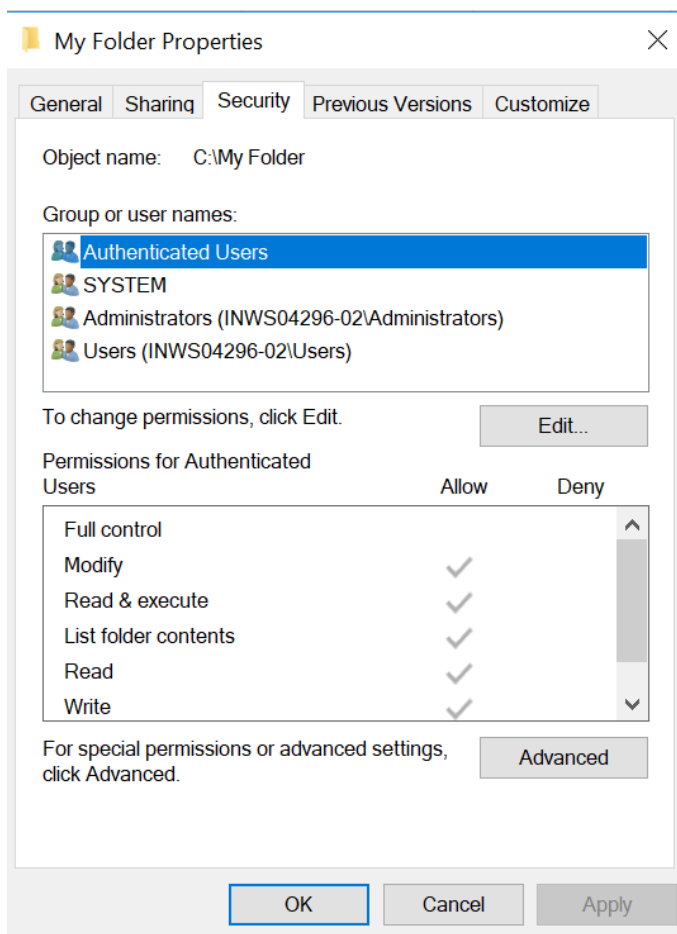 My Folder Properties
General Sharing Security Previous Versions Customize
Object name: C:\My Folder
Group or user names:
Authenticated Users
SYSTEM
Administrators (INWS04296-02\Administrators)
Users (INWS04296-02\Users)
To change permissions, click Edit.
Edit...
Permissions for Authenticated
Users Allow Deny
Full control
Modify
Read & execute
List folder contents
Read
Write
For special permissions or advanced settings,
click Advanced.
Advanced
OK Cancel Apply